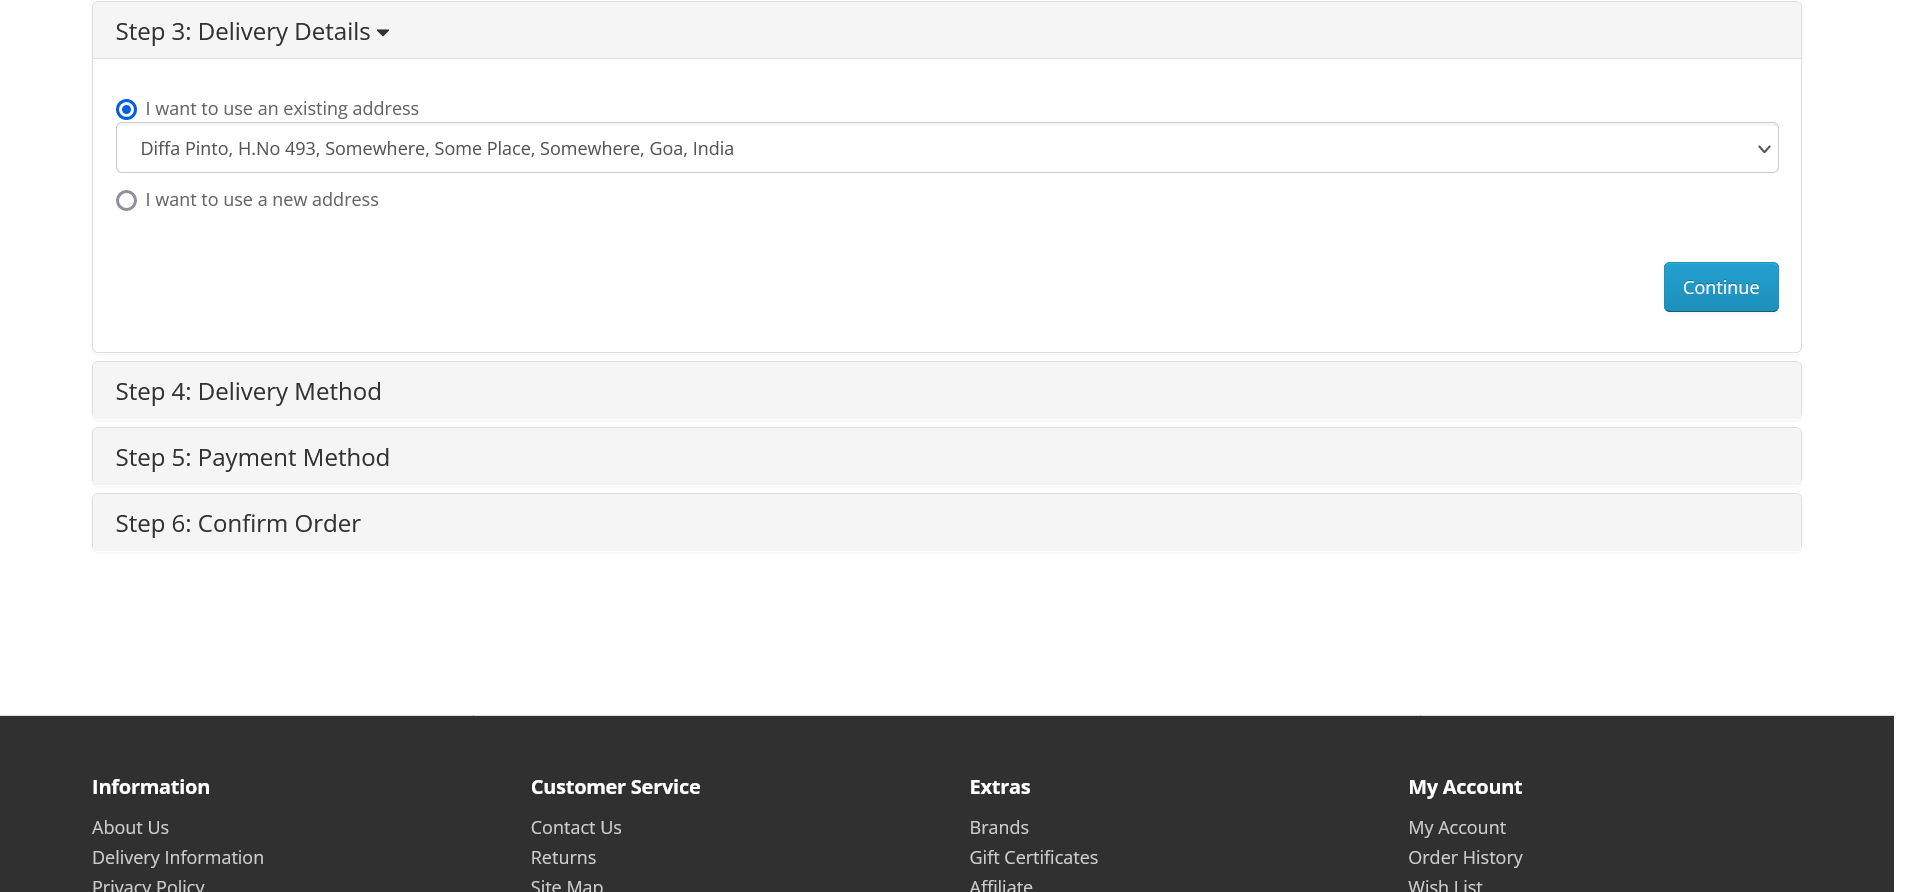 Step 3: Delivery Details
I want to use an existing address
Diffa Pinto, H.No 493, Somewhere, Some Place, Somewhere, Goa, India
I want to use a new address
Continue
Step 4: Delivery Method
Step 5: Payment Method
Step 6: Confirm Order
Information
Customer Service
Extras
My Account
About Us
Contact Us
Brands
My Account
Delivery Information
Returns
Gift Certificates
Order History
Privacy Policy
Site Map
Affiliate
Wish List